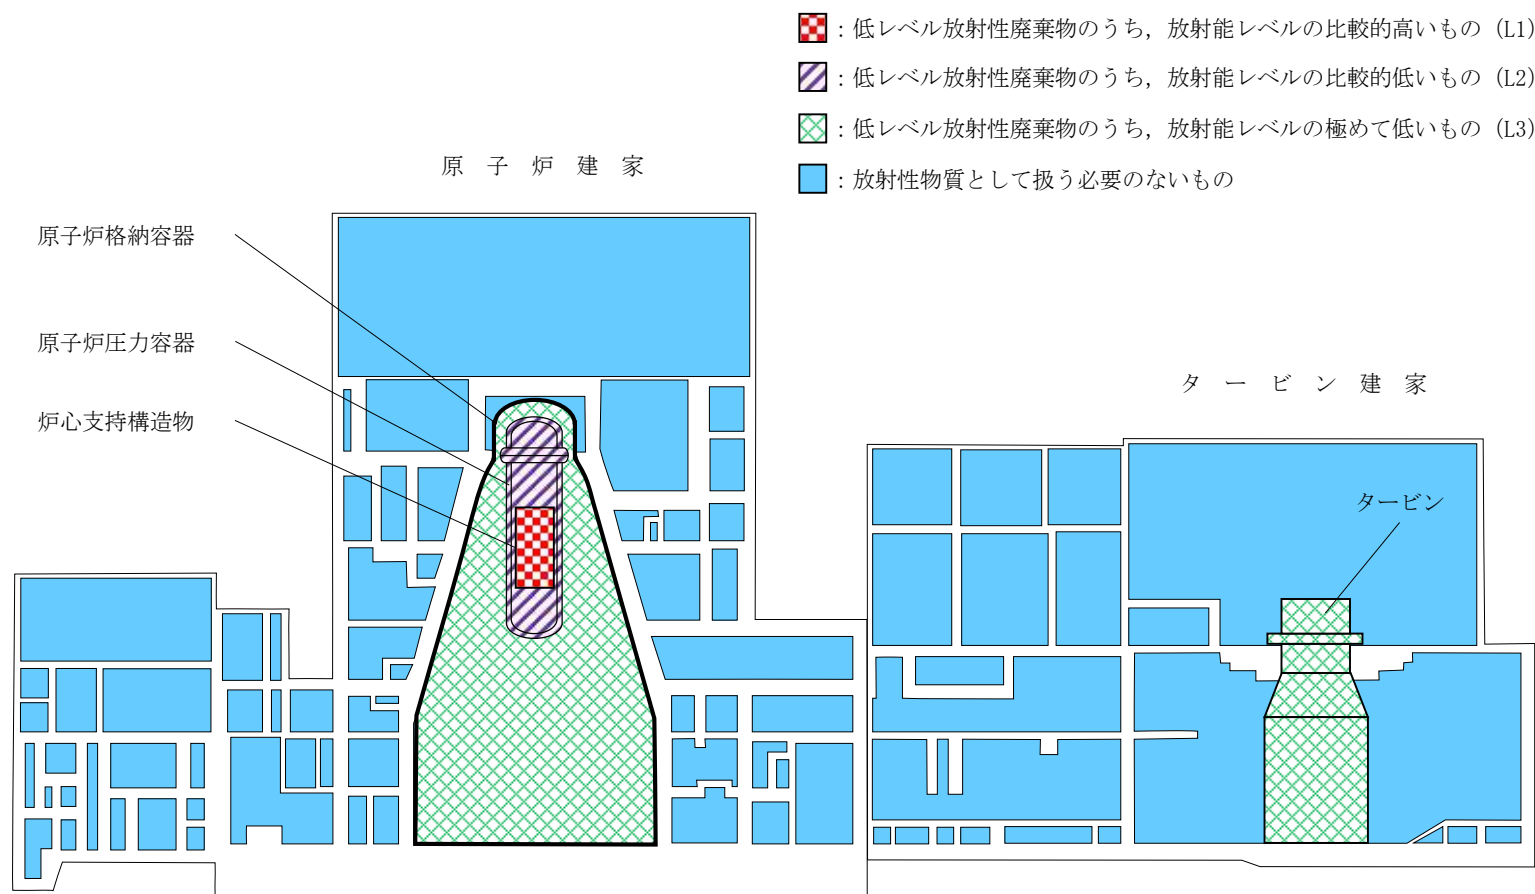 ：低レベル放射性廃棄物のうち，放射能レベルの比較的高いもの（L1）
：低レベル放射性廃棄物のうち，放射能レベルの比較的低いもの（L2）
：低レベル放射性廃棄物のうち，放射能レベルの極めて低いもの（L3）
：放射性物質として扱う必要のないもの
原子炉建家
原子炉格納容器
原子炉圧力容器
炉心支持構造物
タービン建家
タービン